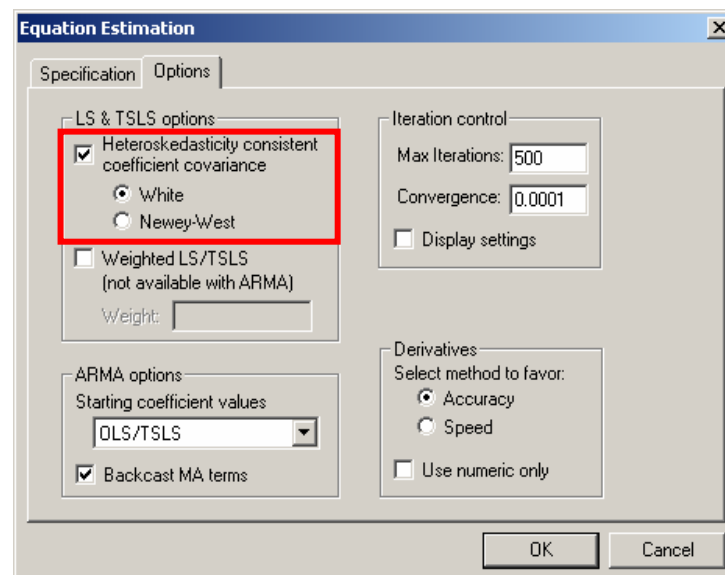 Equation Estimation
Specification
Options
LS & TSLS options
Heteroskedasticity consistent
coefficient covariance
White
Newey-West
Weighted LS/TSLS
(not available with ARMA)
Weight:
ARMA options
Starting coefficient values
OLS/TSLS
Backcast MA terms
Iteration control
Max Iterations: 500
Convergence: 0.0001
Display settings
Derivatives
Select method to favor:
Accuracy
Speed
Use numeric only
OK
Cancel